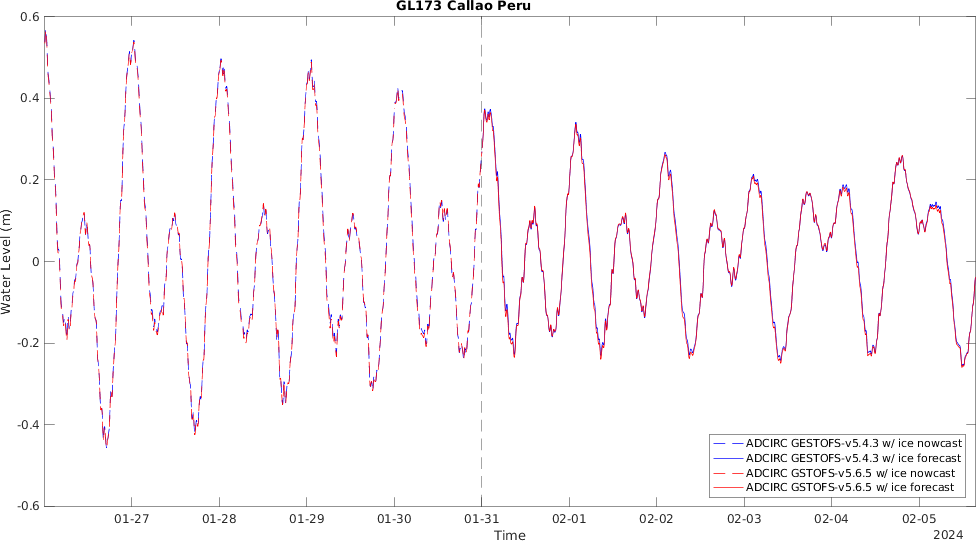 GL173 Callao Peru
0.6
0.4
0.2
0
-0.2
-0.4
-0.6
Water Level (m)
01-27
01-28
01-29
01-30
01-31
02-01
02-02
02-03
02-04
02-05
Time
2024
ADCIRC GESTOFS-v5.4.3 w/ ice nowcast
ADCIRC GESTOFS-v5.4.3 w/ ice forecast
ADCIRC GSTOFS-v5.6.5 w/ ice nowcast
ADCIRC GSTOFS-v5.6.5 w/ ice forecast